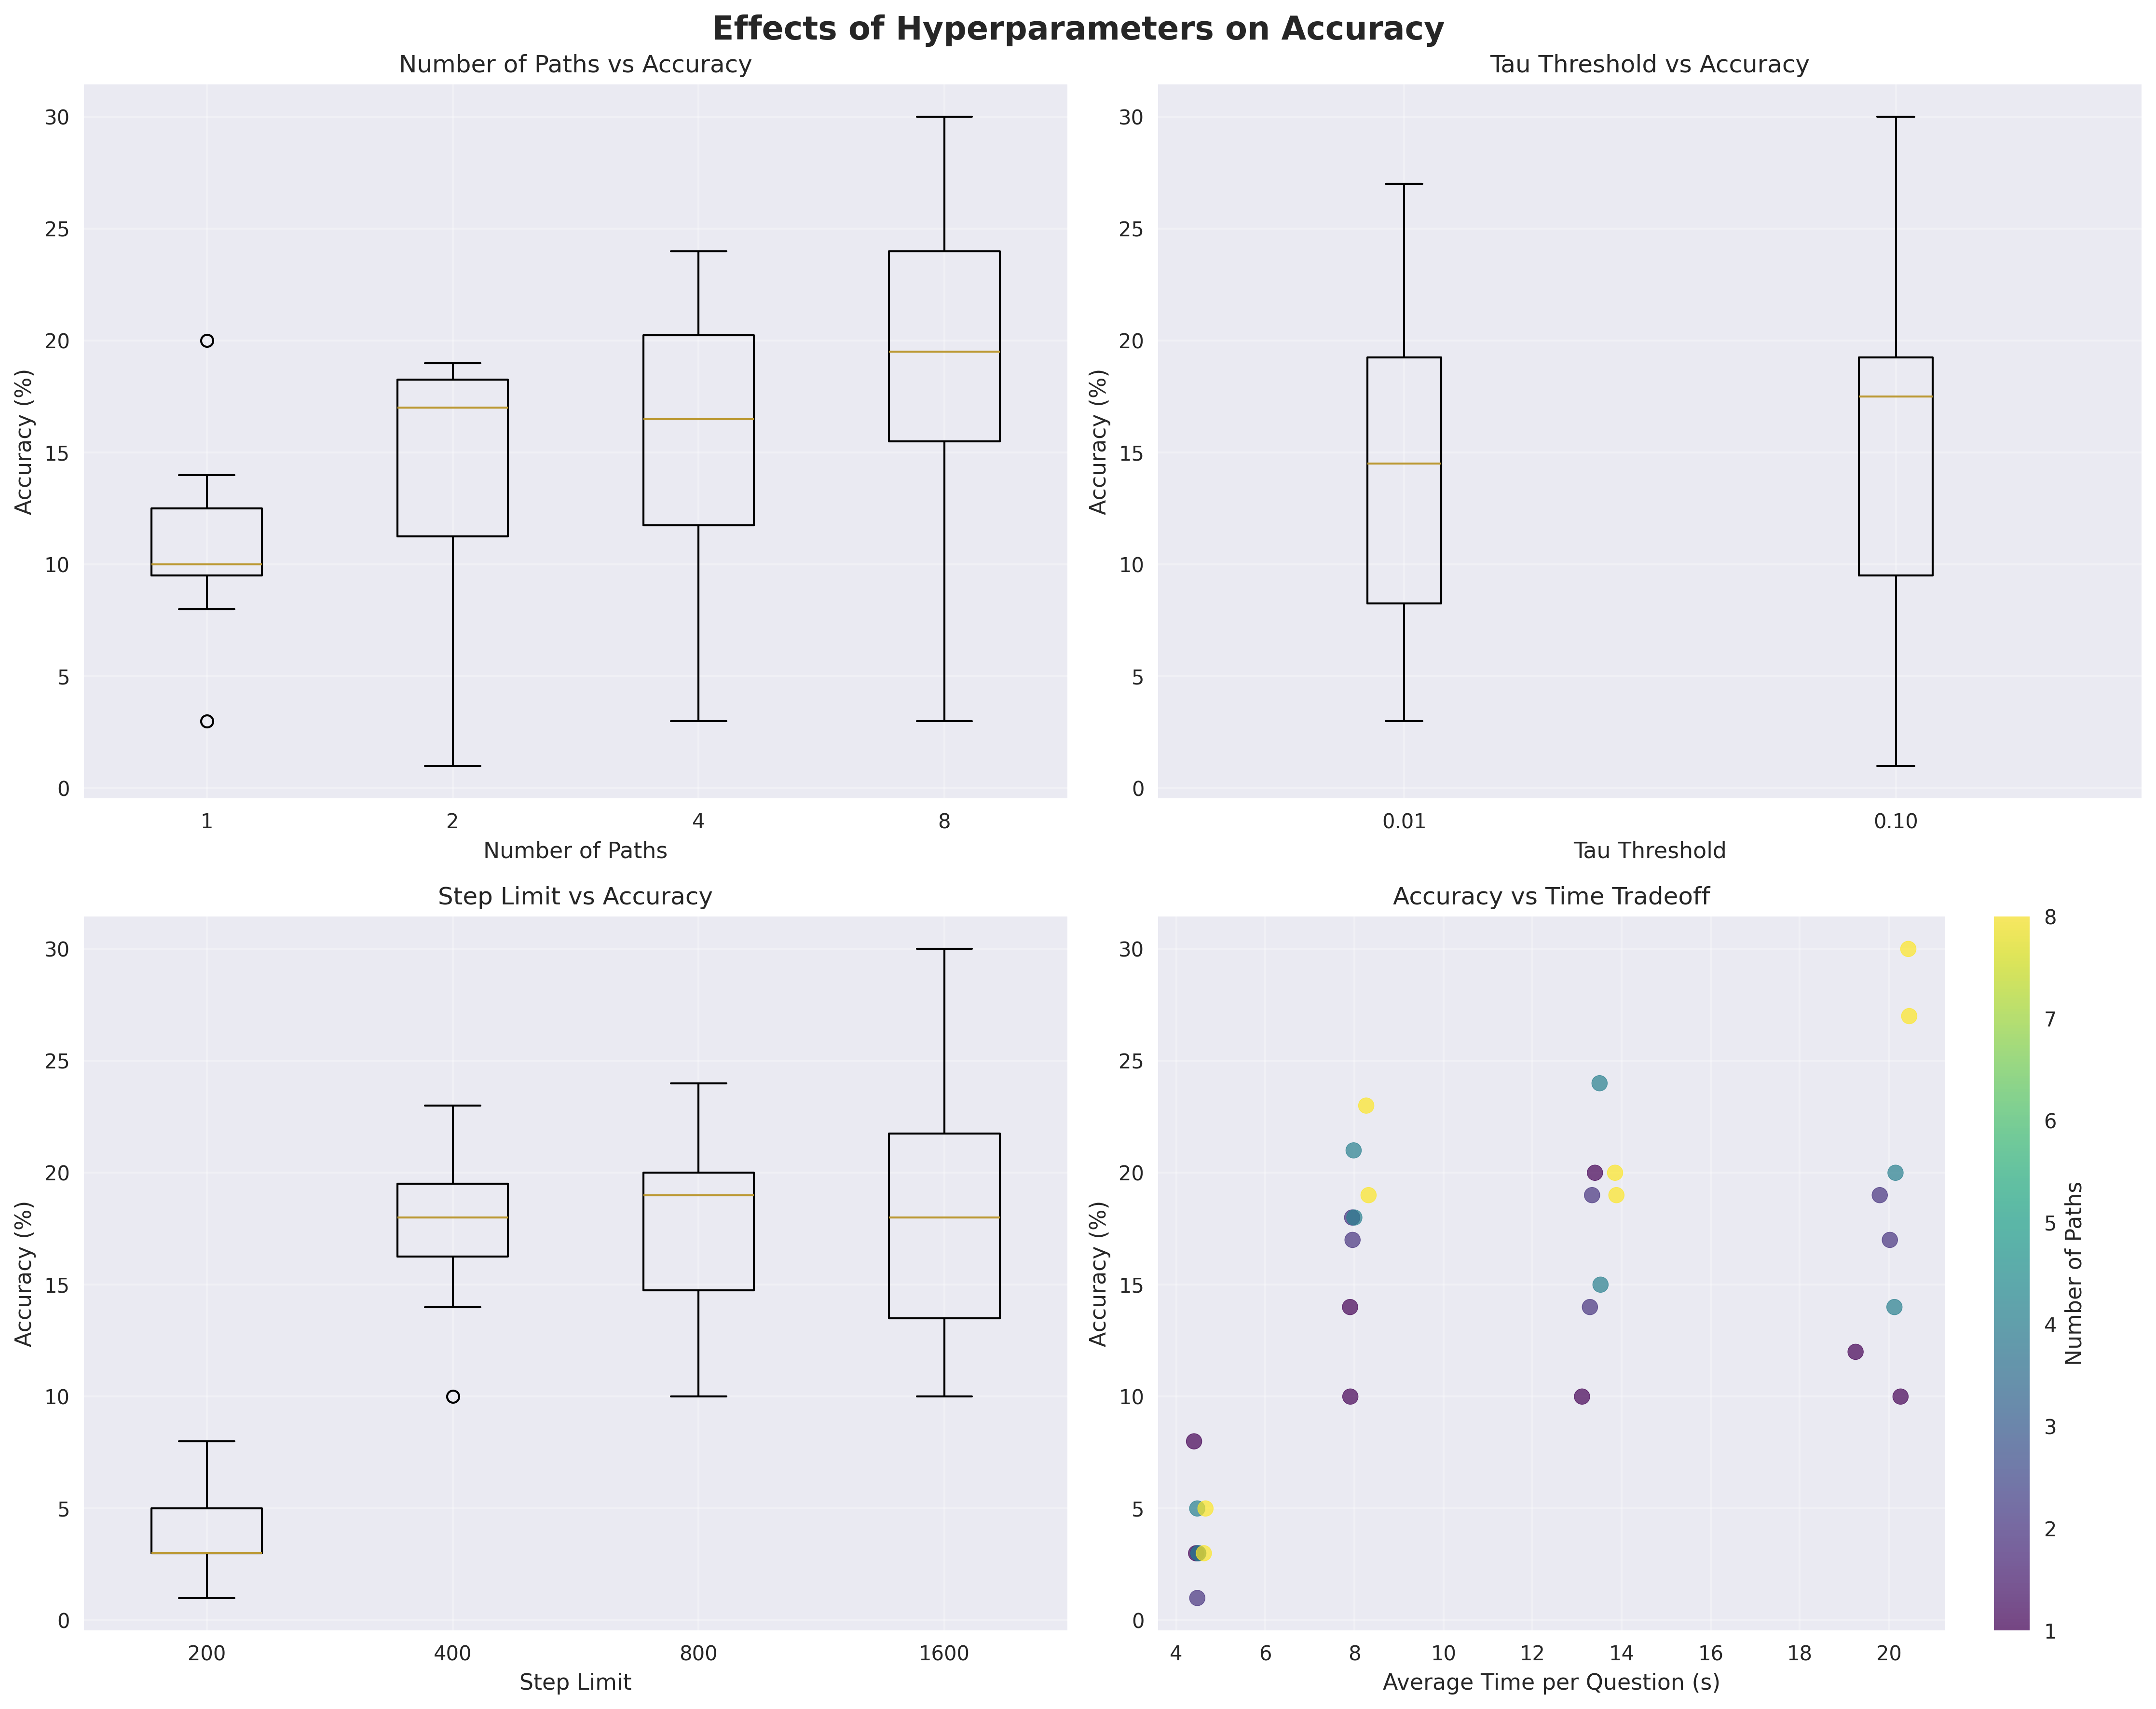 Effects of Hyperparameters on Accuracy
Number of Paths vs Accuracy
30
25
20
15
10
5
0
Accuracy (%)
1 2 4 8
Number of Paths
Tau Threshold vs Accuracy
30
25
20
15
10
5
0
Accuracy (%)
0.01 0.10
Tau Threshold
Step Limit vs Accuracy
30
25
20
15
10
5
0
Accuracy (%)
200 400 800 1600
Step Limit
Accuracy vs Time Tradeoff
30
25
20
15
10
5
0
Accuracy (%)
4 6 8 10 12 14 16 18 20
Average Time per Question (s)
8
7
6
5
4
3
2
1
Number of Paths